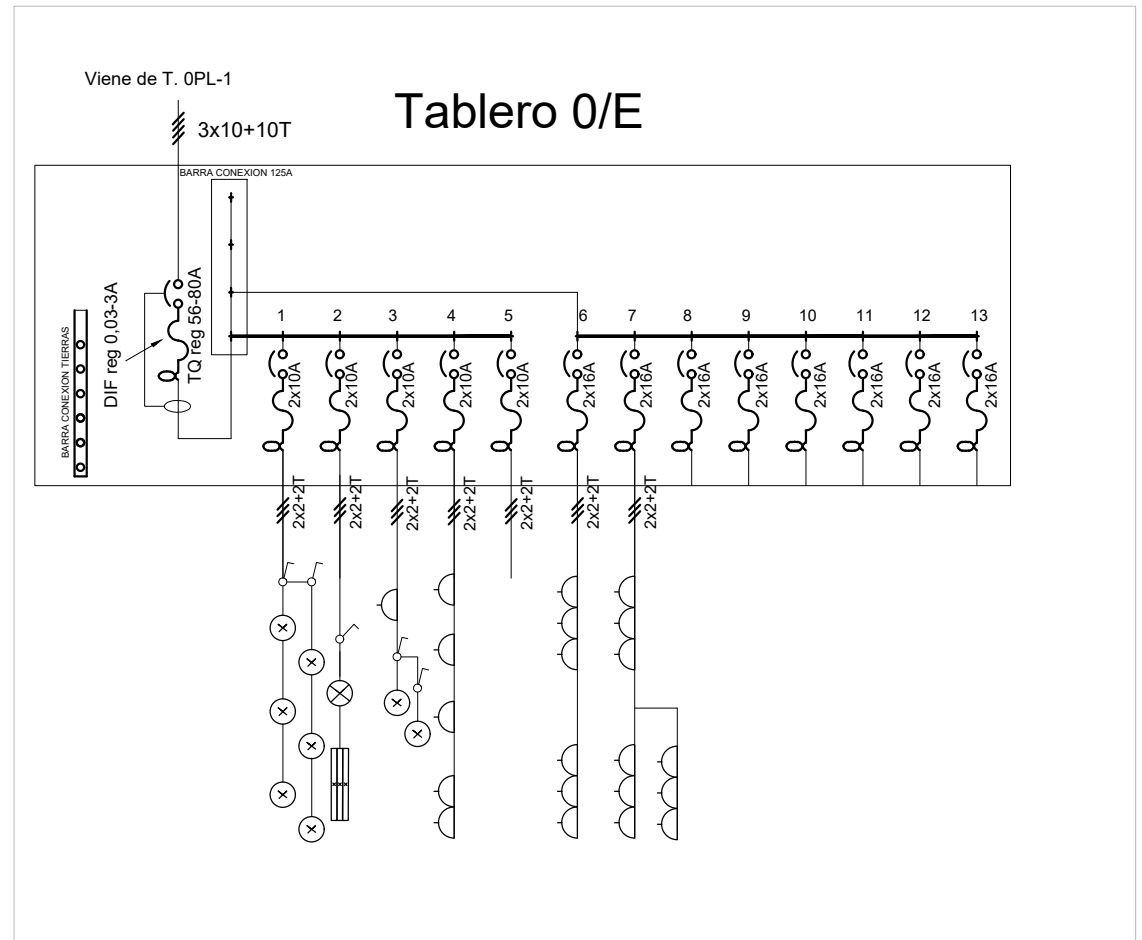 Viene de T. 0PL-1
Tablero 0/E
3x10+10T
BARRA CONEXION 125A
BARRA CONEXION TIERRAS
DIF reg 0,03-3A
TQ reg 56-80A
1
2
3
4
5
6
7
8
9
10
11
12
13
2x10A
2x10A
2x10A
2x10A
2x10A
2x16A
2x16A
2x16A
2x16A
2x16A
2x16A
2x16A
2x16A
2x2+2T
2x2+2T
2x2+2T
2x2+2T
2x2+2T
2x2+2T
2x2+2T